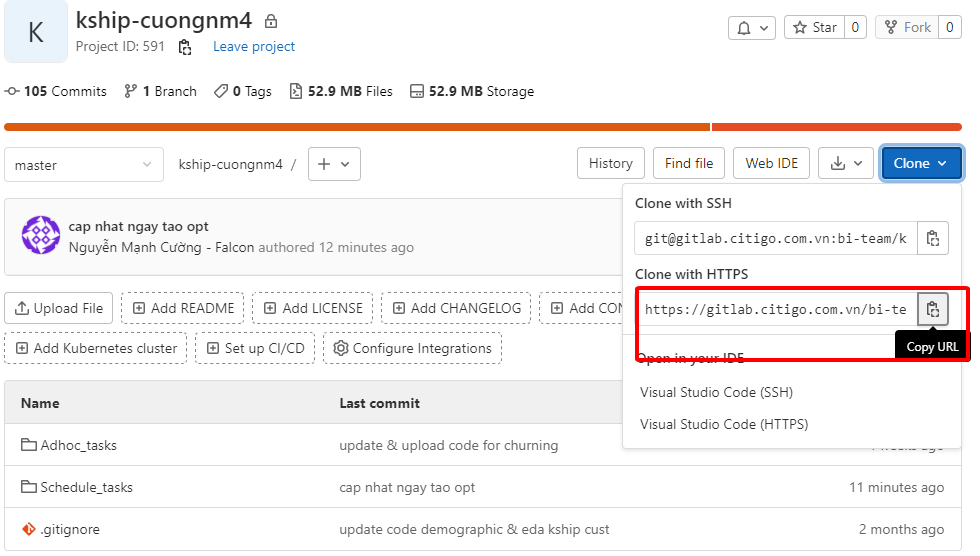 K
kship-cuongnm4
Project ID: 591 Leave project
Star 0 Fork 0
105 Commits 1 Branch 0 Tags 52.9 MB Files 52.9 MB Storage
master kship-cuongnm4 / + History Find file Web IDE Clone
Clone with SSH
git@gitlab.citigo.com.vn:bi-team/k
Clone with HTTPS
https://gitlab.citigo.com.vn/bi-te
Copy URL
Open in your IDE
Visual Studio Code (SSH)
Visual Studio Code (HTTPS)
cap nhat ngay tao opt
Nguyễn Mạnh Cường - Falcon authored 12 minutes ago
Upload File Add README Add LICENSE Add CHANGELOG Add CON
Add Kubernetes cluster Set up CI/CD Configure Integrations
Name Last commit
Adhoc_tasks update & upload code for churning ago
Schedule_tasks cap nhat ngay tao opt 11 minutes ago
.gitignore update code demographic & eda kship cust 2 months ago